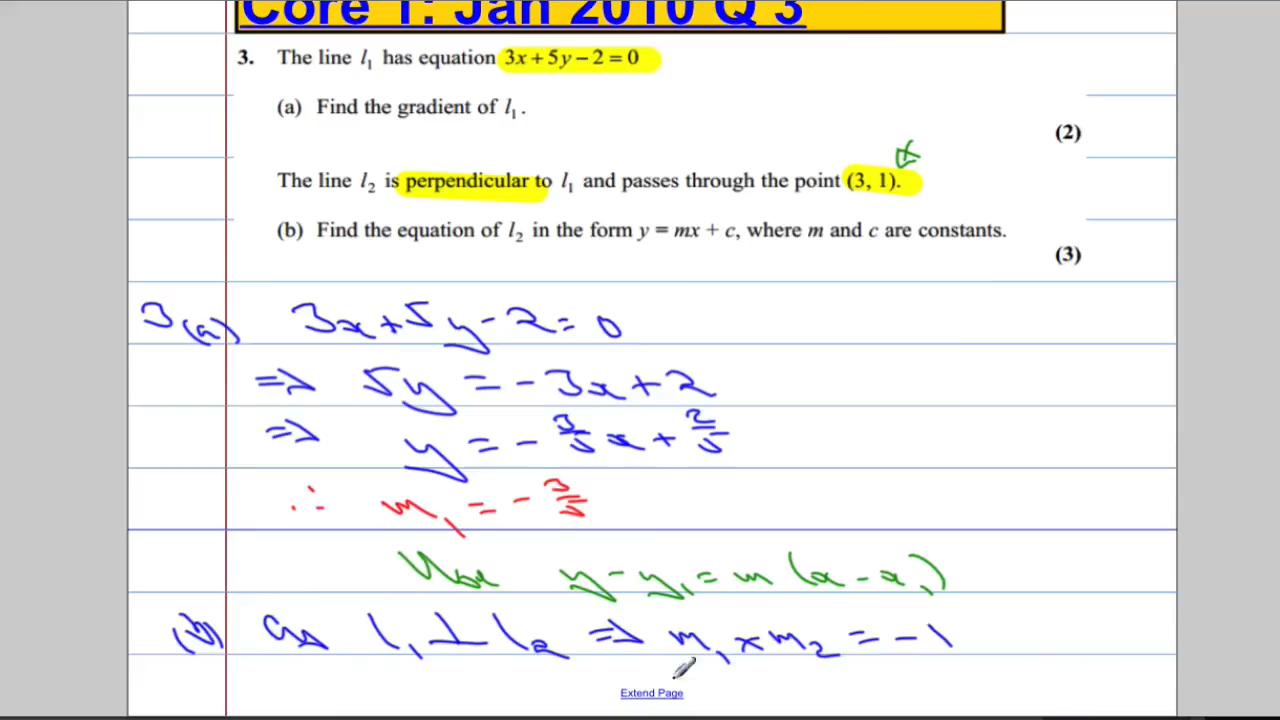 Core 1: Jan 2010 Q 3
3. The line l₁ has equation 3x + 5y − 2 = 0
(a) Find the gradient of l₁.
(2)
The line l₂ is perpendicular to l₁ and passes through the point (3, 1).
(b) Find the equation of l₂ in the form y = mx + c, where m and c are constants.
(3)
3(a) 3x + 5y − 2 = 0
⇒ 5y = −3x + 2
⇒ y = −3/5 x + 2/5
∴ m₁ = −3/5
Use y − y₁ = m(x − x₁)
(b) as l₁ ⊥ l₂ ⇒ m₁ × m₂ = −1
Extend Page